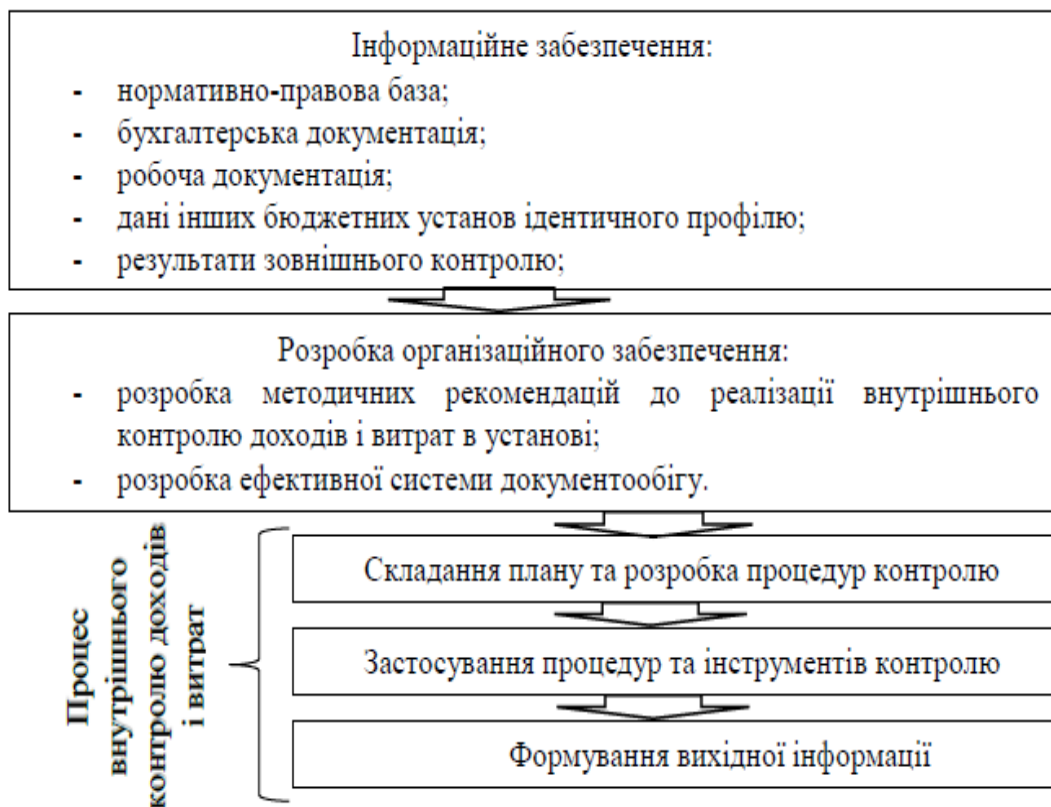 Інформаційне забезпечення:
- нормативно-правова база;
- бухгалтерська документація;
- робоча документація;
- дані інших бюджетних установ ідентичного профілю;
- результати зовнішнього контролю;
Розробка організаційного забезпечення:
- розробка методичних рекомендацій до реалізації внутрішнього
контролю доходів і витрат в установі;
- розробка ефективної системи документообігу.
Процес
внутрішнього
контролю доходів
і витрат
Складання плану та розробка процедур контролю
Застосування процедур та інструментів контролю
Формування вихідної інформації